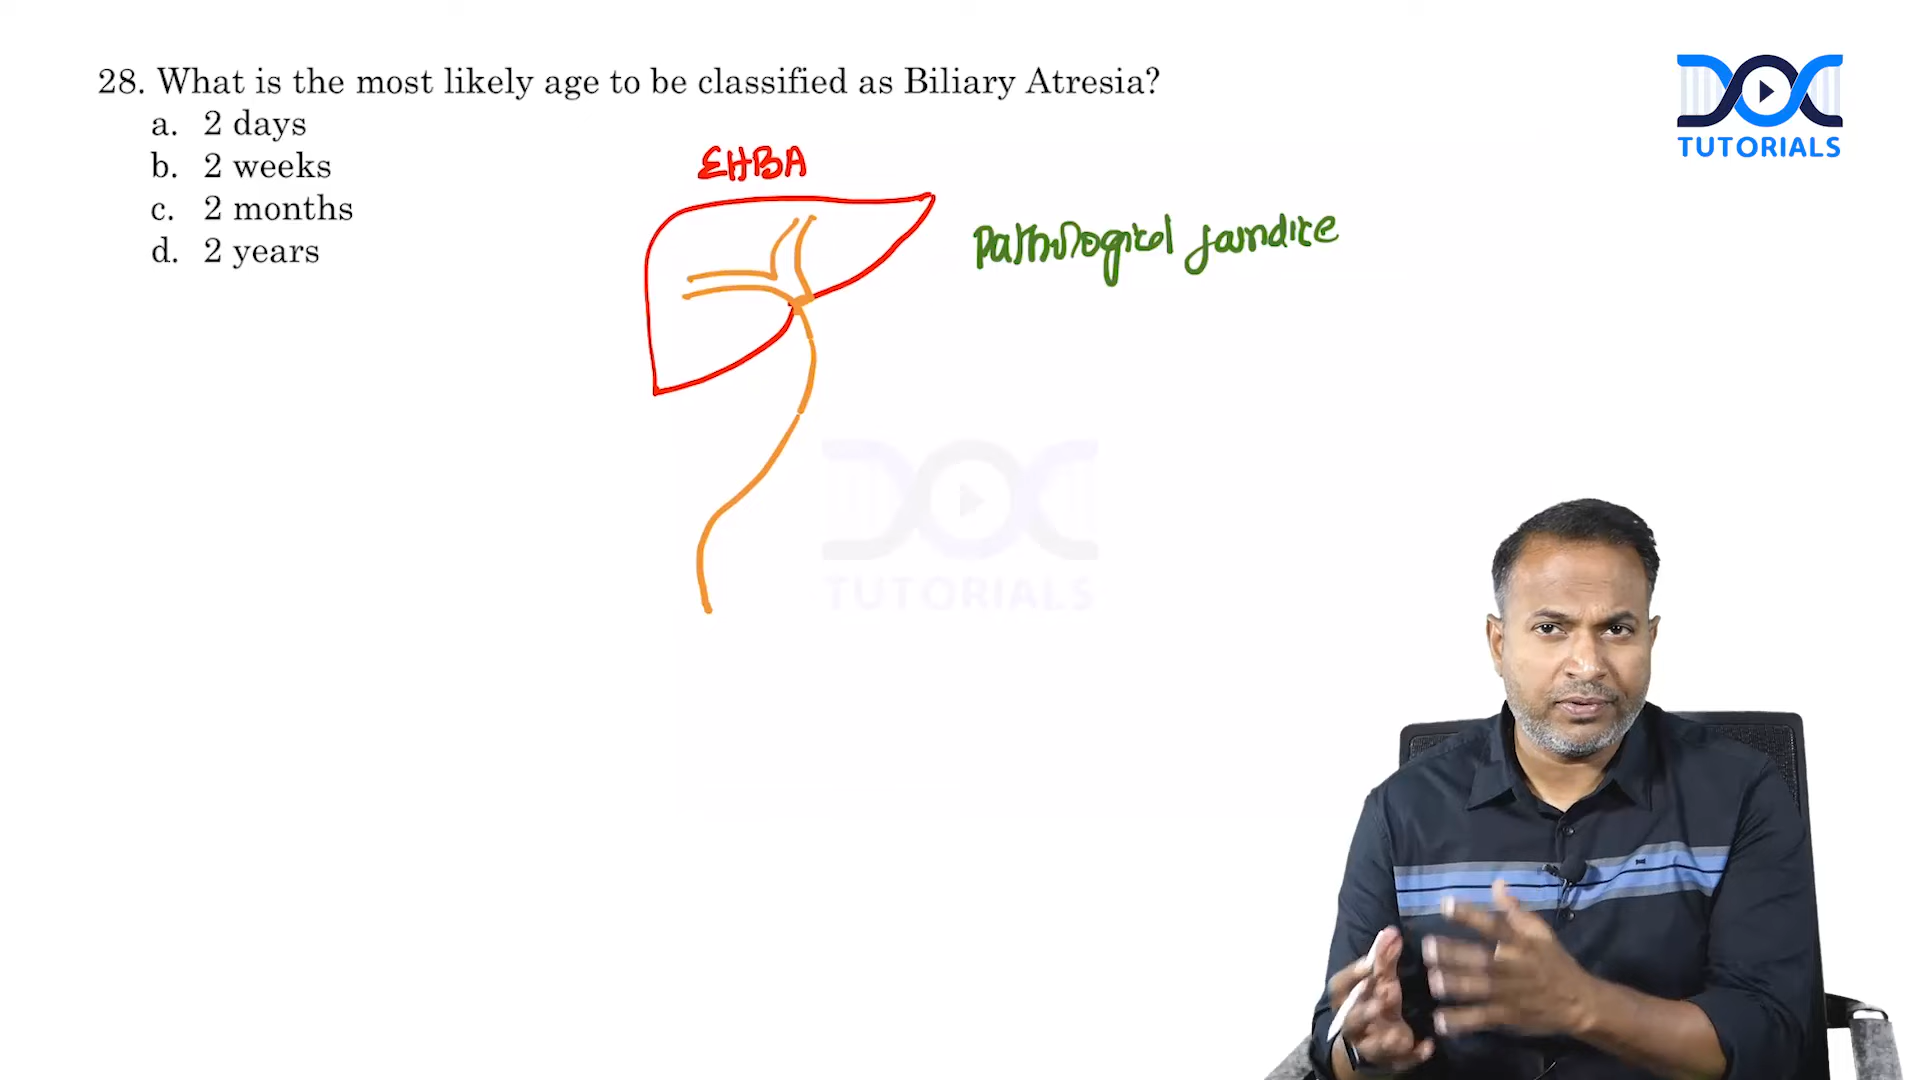 28. What is the most likely age to be classified as Biliary Atresia?
a. 2 days
b. 2 weeks
c. 2 months
d. 2 years
EHBA
Pathological Jaundice
DOC
TUTORIALS
DOC
TUTORIALS